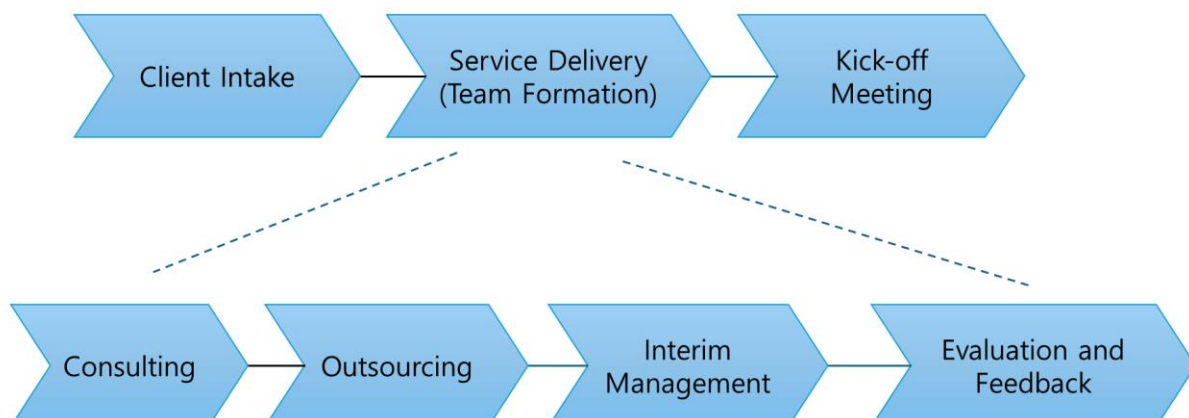 Client Intake
Service Delivery
(Team Formation)
Kick-off
Meeting
Consulting
Outsourcing
Interim
Management
Evaluation and
Feedback